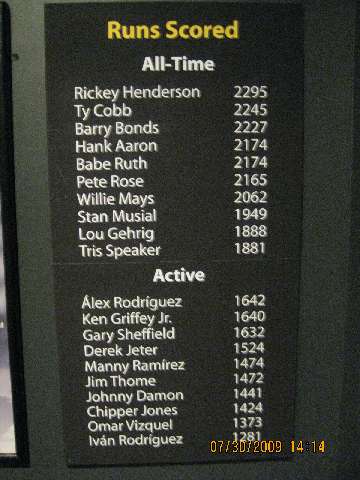 Runs Scored
All-Time
Rickey Henderson 2295
Ty Cobb 2245
Barry Bonds 2227
Hank Aaron 2174
Babe Ruth 2174
Pete Rose 2165
Willie Mays 2062
Stan Musial 1949
Lou Gehrig 1888
Tris Speaker 1881
Active
Álex Rodríguez 1642
Ken Griffey Jr. 1640
Gary Sheffield 1632
Derek Jeter 1524
Manny Ramírez 1474
Jim Thome 1472
Johnny Damon 1441
Chipper Jones 1424
Omar Vizquel 1373
Iván Rodríguez 1281
07/30/2009 14:14